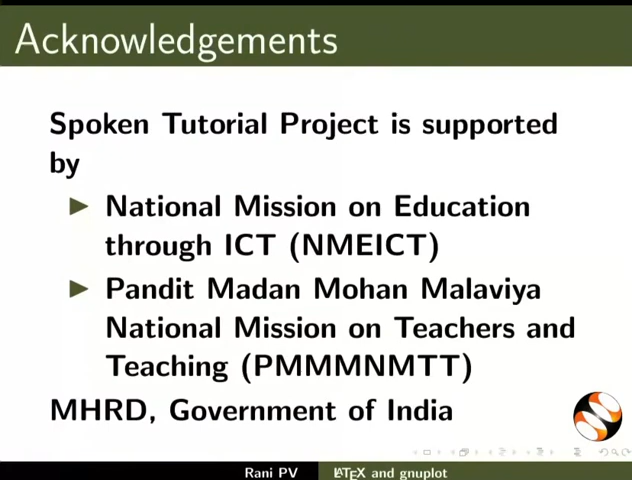 Acknowledgements
Spoken Tutorial Project is supported
by
National Mission on Education
through ICT (NMEICT)
Pandit Madan Mohan Malaviya
National Mission on Teachers and
Teaching (PMMMNMTT)
MHRD, Government of India
Rani PV LATEX and gnuplot